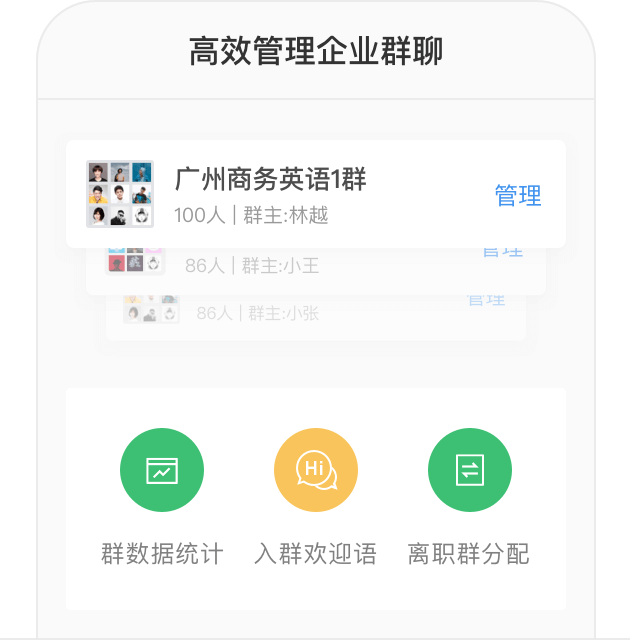 高效管理企业群聊
广州商务英语1群
100人 | 群主:林越
管理
86人 | 群主:小王
管理
86人 | 群主:小张
管理
Hi
群数据统计
入群欢迎语
离职群分配